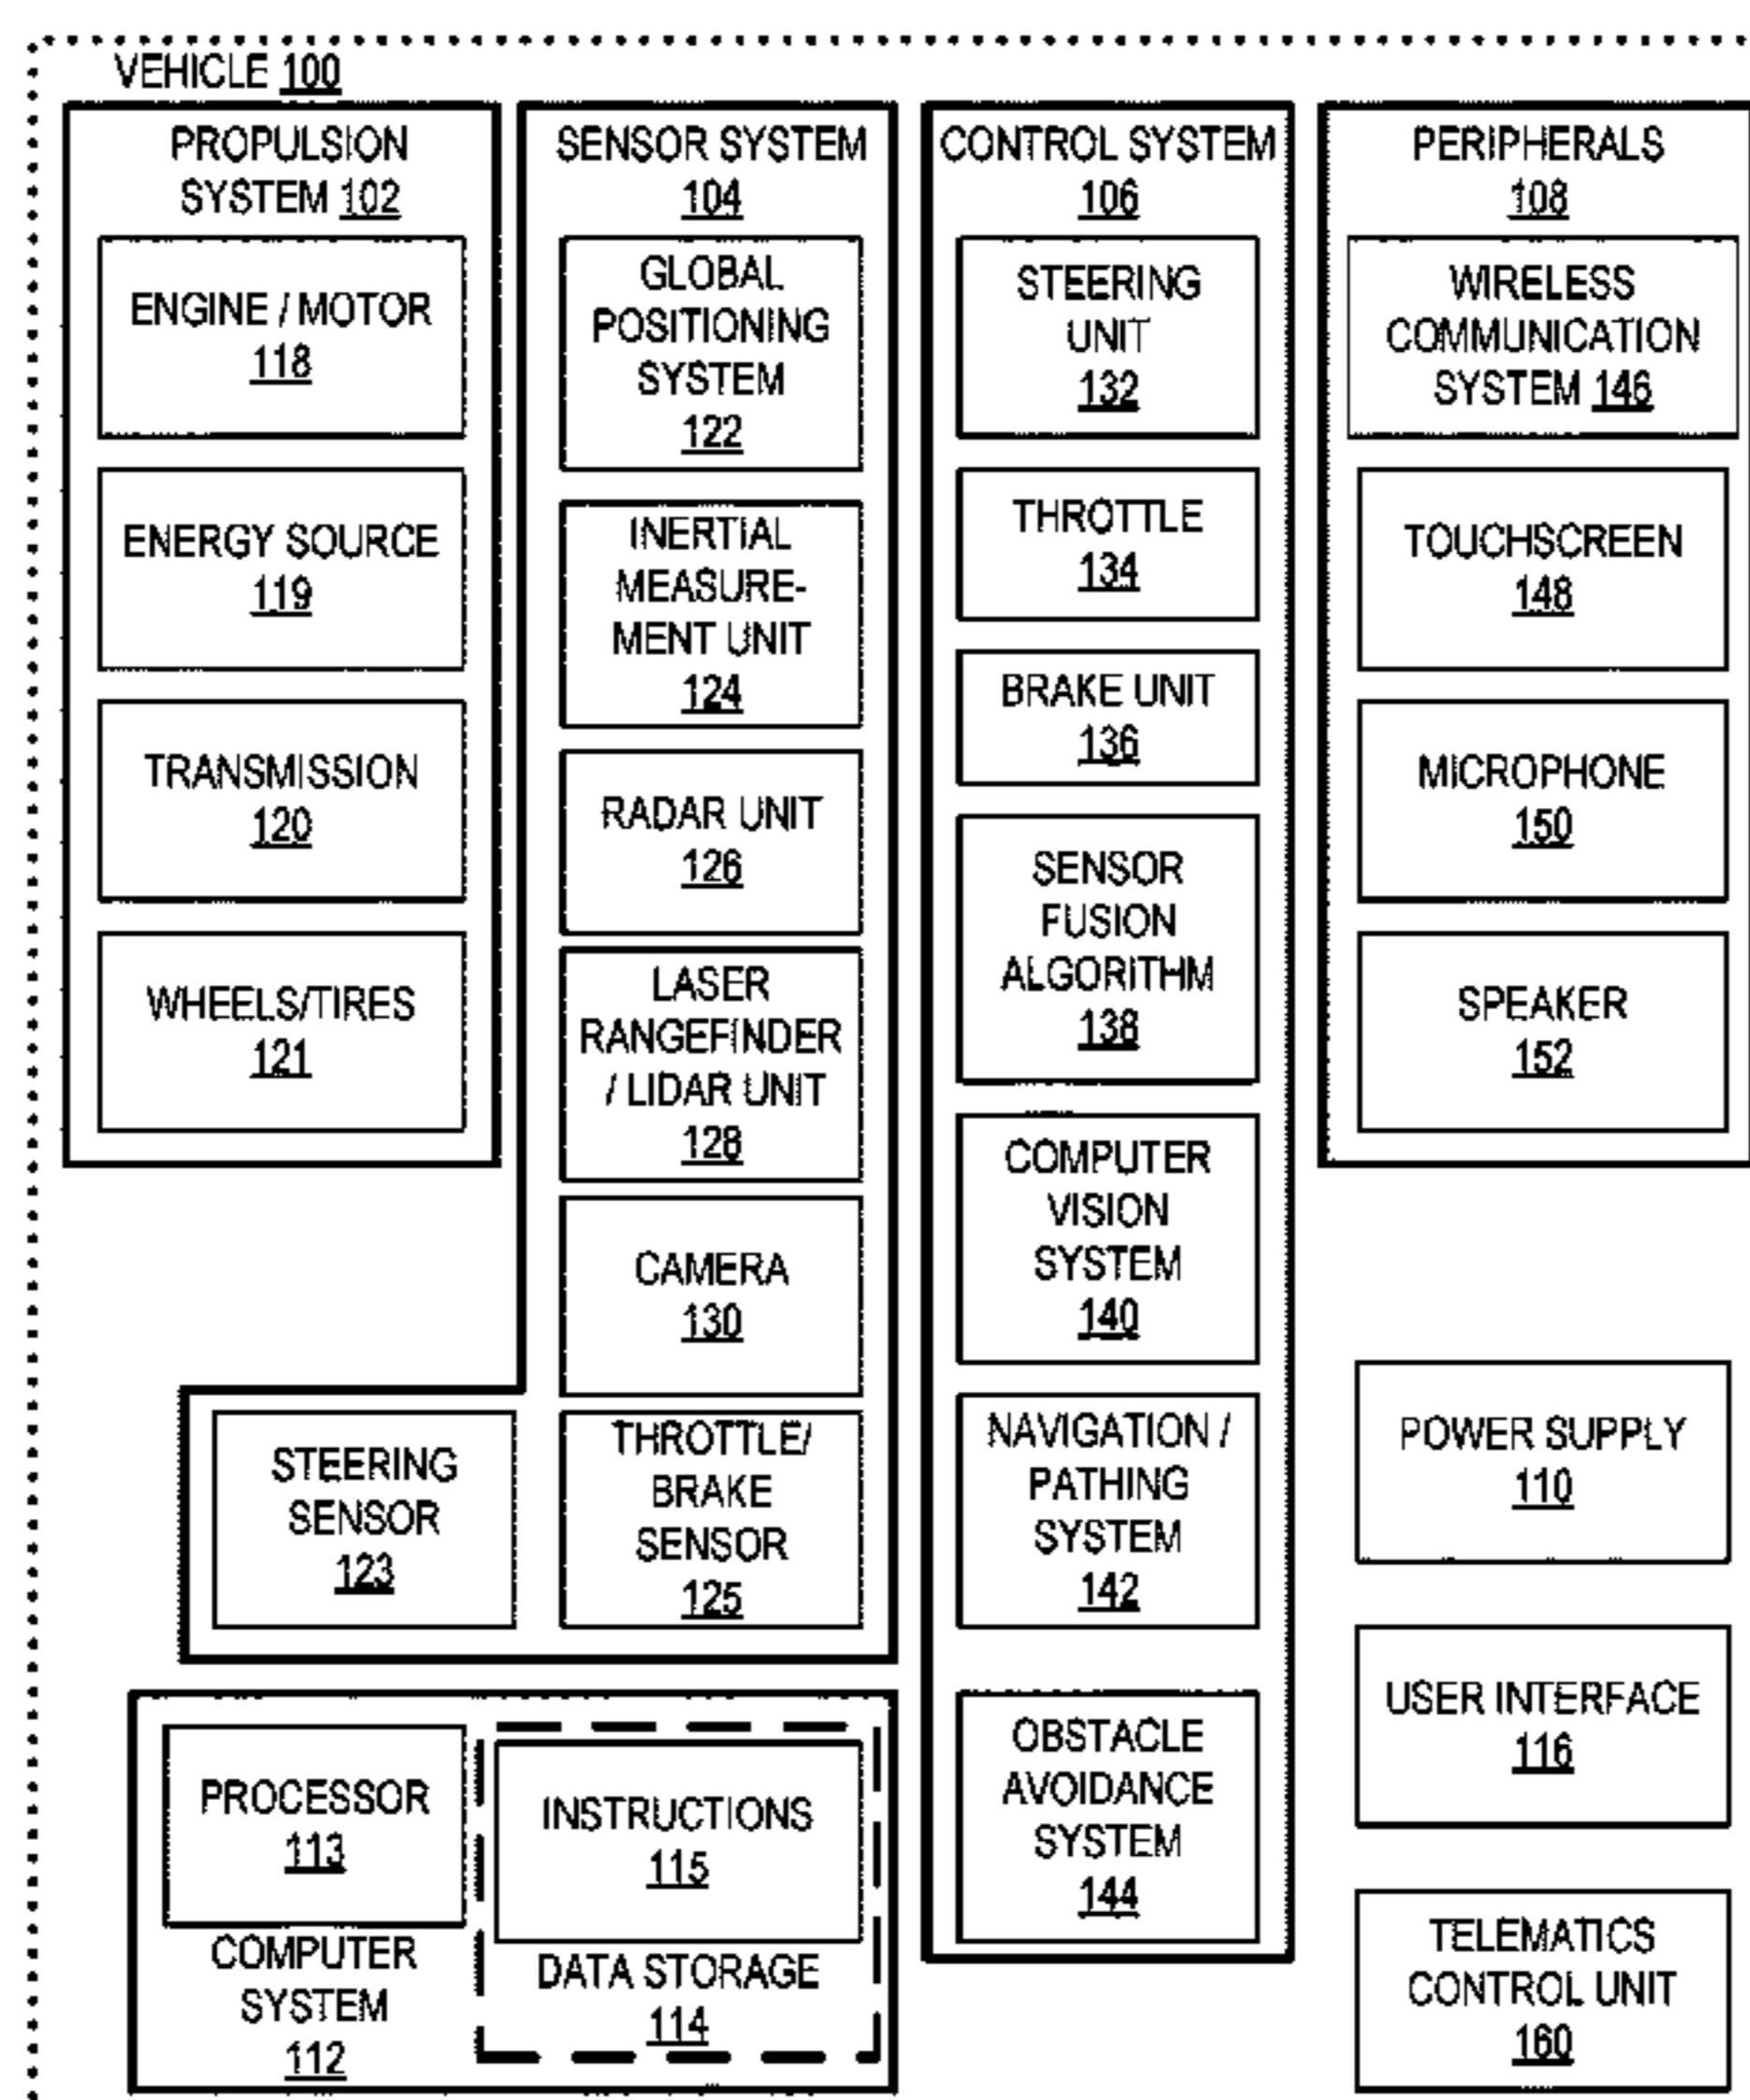 VEHICLE 100
PROPULSION
SYSTEM 102
ENGINE / MOTOR
118
ENERGY SOURCE
119
TRANSMISSION
120
WHEELS/TIRES
121
SENSOR SYSTEM
104
GLOBAL
POSITIONING
SYSTEM
122
INERTIAL
MEASURE-
MENT UNIT
124
RADAR UNIT
126
LASER
RANGEFINDER
/ LIDAR UNIT
128
CAMERA
130
STEERING
SENSOR
123
THROTTLE/
BRAKE
SENSOR
125
CONTROL SYSTEM
106
STEERING
UNIT
132
THROTTLE
134
BRAKE UNIT
136
SENSOR
FUSION
ALGORITHM
138
COMPUTER
VISION
SYSTEM
140
NAVIGATION /
PATHING
SYSTEM
142
OBSTACLE
AVOIDANCE
SYSTEM
144
PERIPHERALS
108
WIRELESS
COMMUNICATION
SYSTEM 146
TOUCHSCREEN
148
MICROPHONE
150
SPEAKER
152
PROCESSOR
113
COMPUTER
SYSTEM
112
INSTRUCTIONS
115
DATA STORAGE
114
POWER SUPPLY
110
USER INTERFACE
116
TELEMATICS
CONTROL UNIT
160